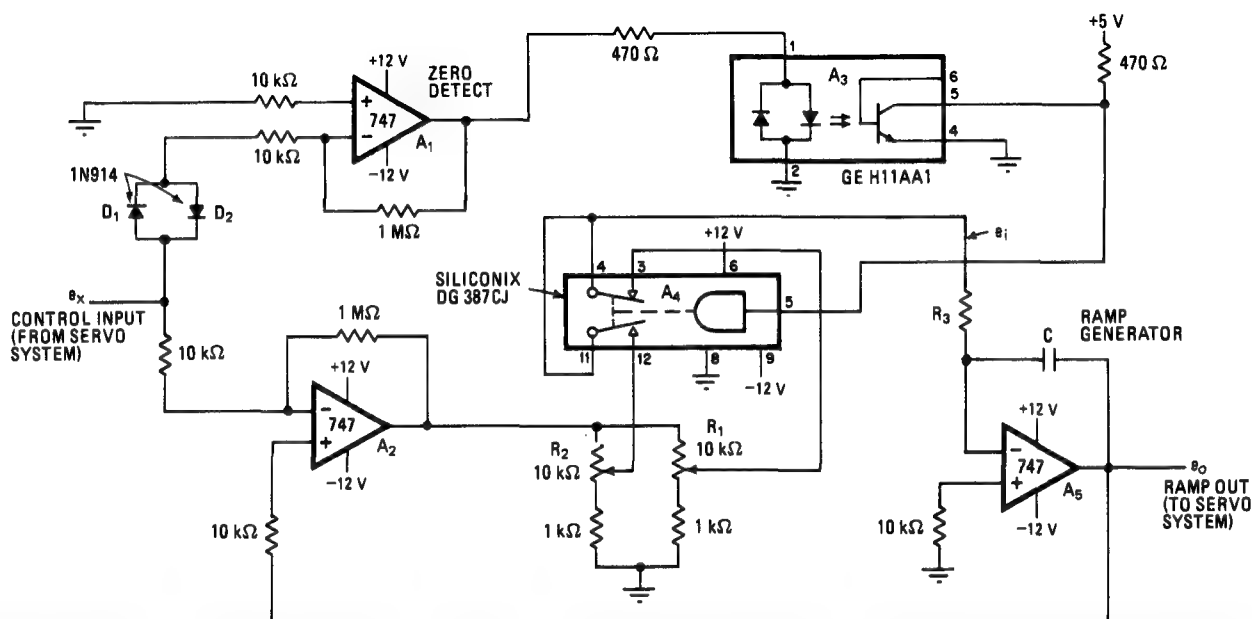 +5 V
470 Ω
1
470 Ω
A3
6
5
4
2
GE H11AA1
+12 V
ZERO
DETECT
10 kΩ
+
747
−
A1
10 kΩ
−12 V
1N914
D1
D2
1 MΩ
ex
CONTROL INPUT
(FROM SERVO
SYSTEM)
10 kΩ
1 MΩ
SILICONIX
DG 387CJ
+12 V
4
3
6
A4
5
11
12
8
9
−12 V
ei
R3
C
RAMP
GENERATOR
+12 V
−
747
+
A2
−12 V
10 kΩ
R2
10 kΩ
R1
10 kΩ
1 kΩ
1 kΩ
+12 V
−
747
+
A5
−12 V
10 kΩ
eo
RAMP OUT
(TO SERVO
SYSTEM)